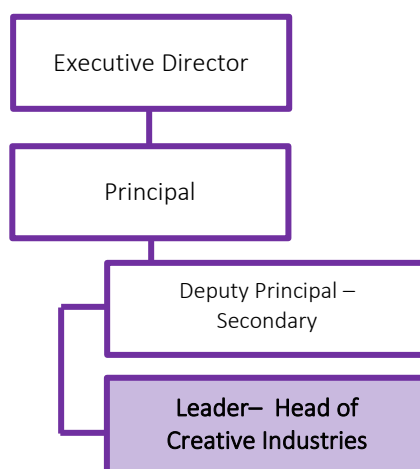 Executive Director
Principal
Deputy Principal –
Secondary
Leader–  Head of
Creative Industries